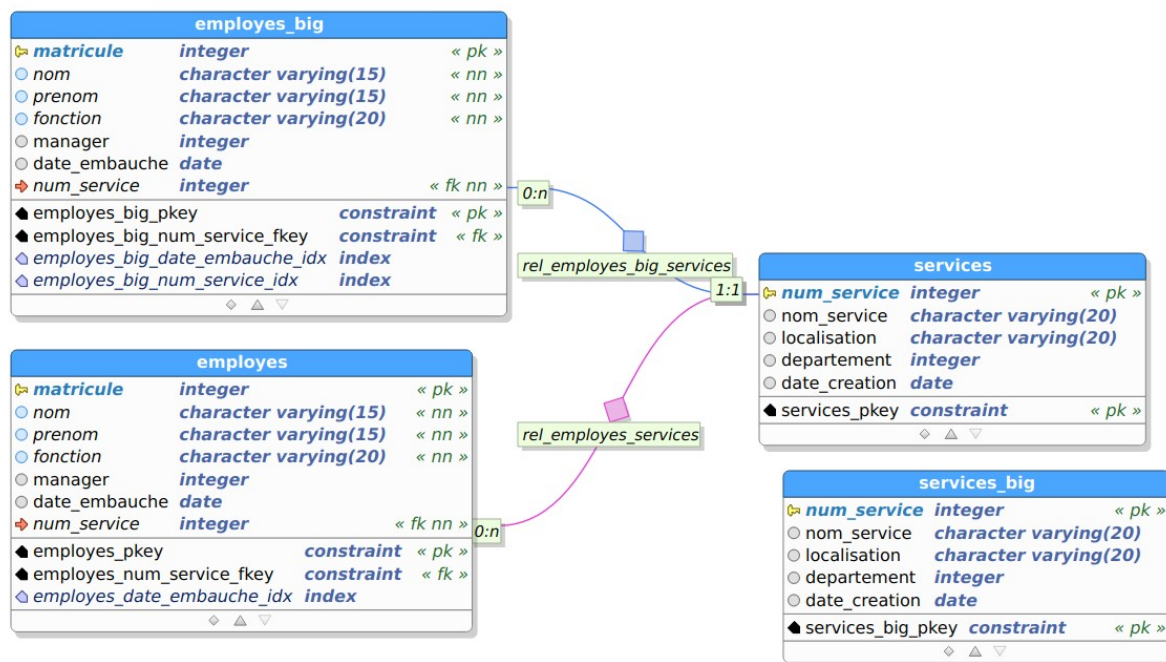 employes_big
matricule integer « pk »
nom character varying(15) « nn »
prenom character varying(15) « nn »
fonction character varying(20) « nn »
manager integer
date_embauche date
num_service integer « fk nn »
employes_big_pkey constraint « pk »
employes_big_num_service_fkey constraint « fk »
employes_big_date_embauche_idx index
employes_big_num_service_idx index
0:n
rel_employes_big_services
1:1
services
num_service integer « pk »
nom_service character varying(20)
localisation character varying(20)
departement integer
date_creation date
services_pkey constraint « pk »
employes
matricule integer « pk »
nom character varying(15) « nn »
prenom character varying(15) « nn »
fonction character varying(20) « nn »
manager integer
date_embauche date
num_service integer « fk nn »
employes_pkey constraint « pk »
employes_num_service_fkey constraint « fk »
employes_date_embauche_idx index
rel_employes_services
0:n
services_big
num_service integer « pk »
nom_service character varying(20)
localisation character varying(20)
departement integer
date_creation date
services_big_pkey constraint « pk »